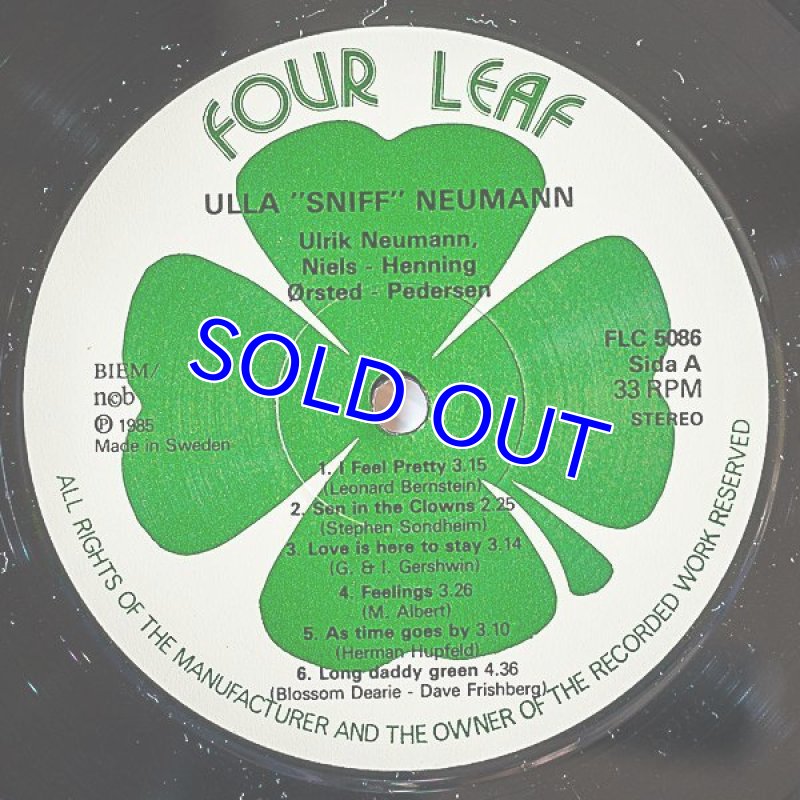 FOUR LEAF
ULLA "SNIFF" NEUMANN
Ulrik Neumann,
Niels - Henning
Ørsted - Pedersen
BIEM/
n©b
Ⓟ 1985
Made in Sweden
FLC 5086
Sida A
33 RPM
STEREO
SOLD OUT
1. I Feel Pretty 3.15
(Leonard Bernstein)
2. Sen in the Clowns 2.25
(Stephen Sondheim)
3. Love is here to stay 3.14
(G. & I. Gershwin)
4. Feelings 3.26
(M. Albert)
5. As time goes by 3.10
(Herman Hupfeld)
6. Long daddy green 4.36
(Blossom Dearie - Dave Frishberg)
ALL RIGHTS OF THE MANUFACTURER AND THE OWNER OF THE RECORDED WORK RESERVED